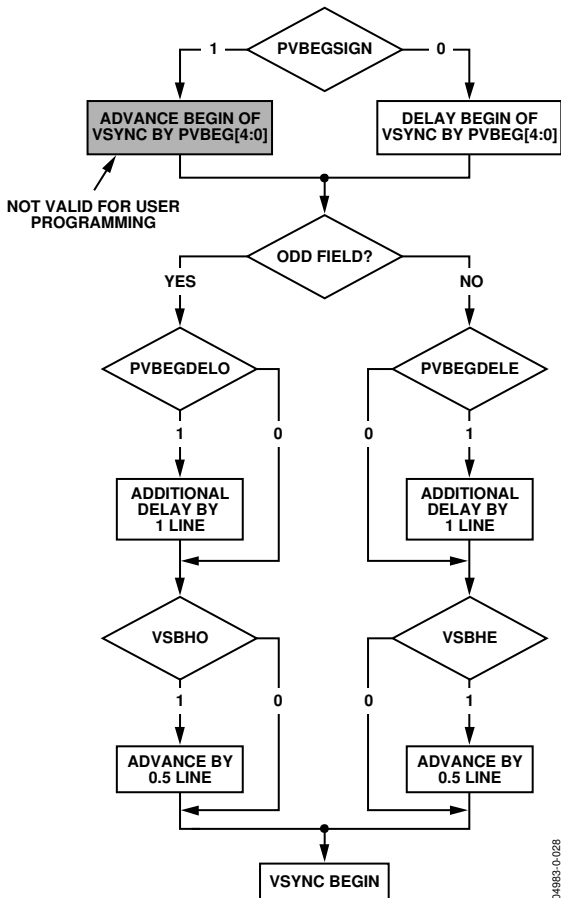 PVBEGSIGN
1
0
ADVANCE BEGIN OF
VSYNC BY PVBEG[4:0]
DELAY BEGIN OF
VSYNC BY PVBEG[4:0]
NOT VALID FOR USER
PROGRAMMING
ODD FIELD?
YES
NO
PVBEGDELO
PVBEGDELE
1
0
0
1
ADDITIONAL
DELAY BY
1 LINE
ADDITIONAL
DELAY BY
1 LINE
VSBHO
VSBHE
1
0
0
1
ADVANCE BY
0.5 LINE
ADVANCE BY
0.5 LINE
VSYNC BEGIN
04983-0-028